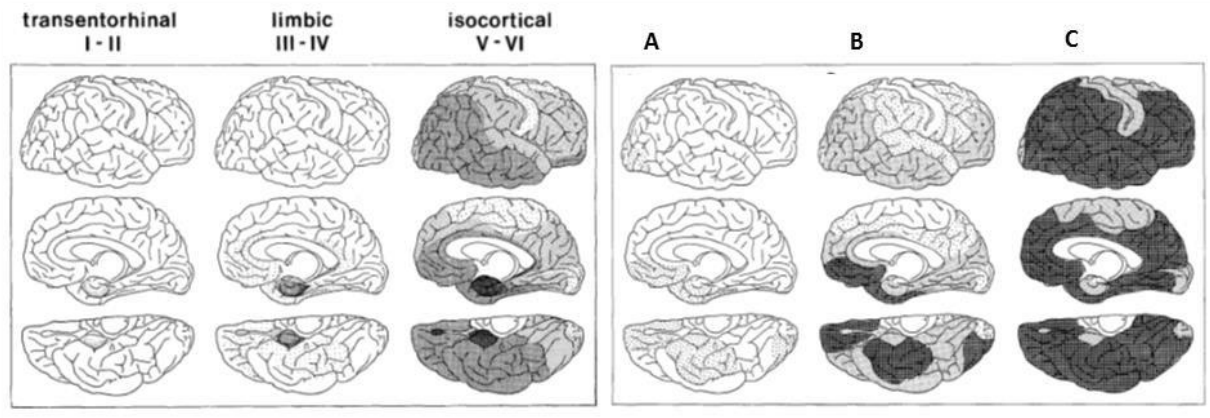 transentorhinal limbic isocortical
I - II III - IV V - VI A B C